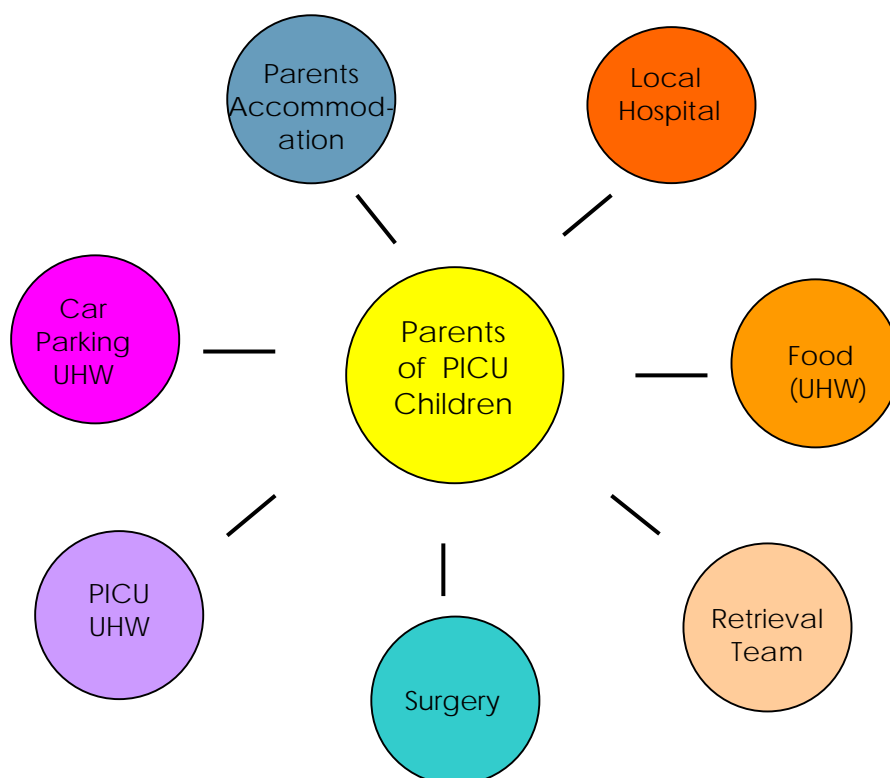 Parents
Accommod-
ation
Local
Hospital
Car
Parking
UHW
Parents
of PICU
Children
Food
(UHW)
PICU
UHW
Surgery
Retrieval
Team